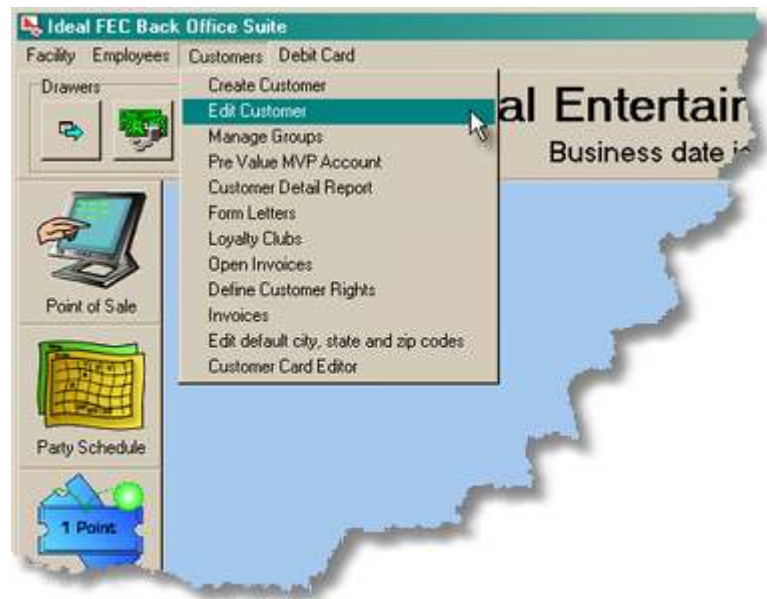 Ideal FEC Back Office Suite
Facility Employees Customers Debit Card
Drawers
Create Customer
Edit Customer
Manage Groups
Pre Value MVP Account
Customer Detail Report
Form Letters
Loyalty Clubs
Open Invoices
Define Customer Rights
Invoices
Edit default city, state and zip codes
Customer Card Editor
al Entertain
Business date is
Point of Sale
Party Schedule
1 Point